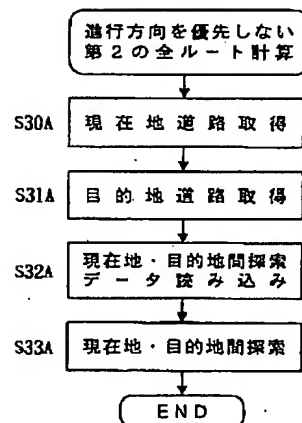 進行方向を優先しない
第2の全ルート計算
S30A 現在地道路取得
S31A 目的地道路取得
S32A 現在地・目的地間探索
データ読み込み
S33A 現在地・目的地間探索
END